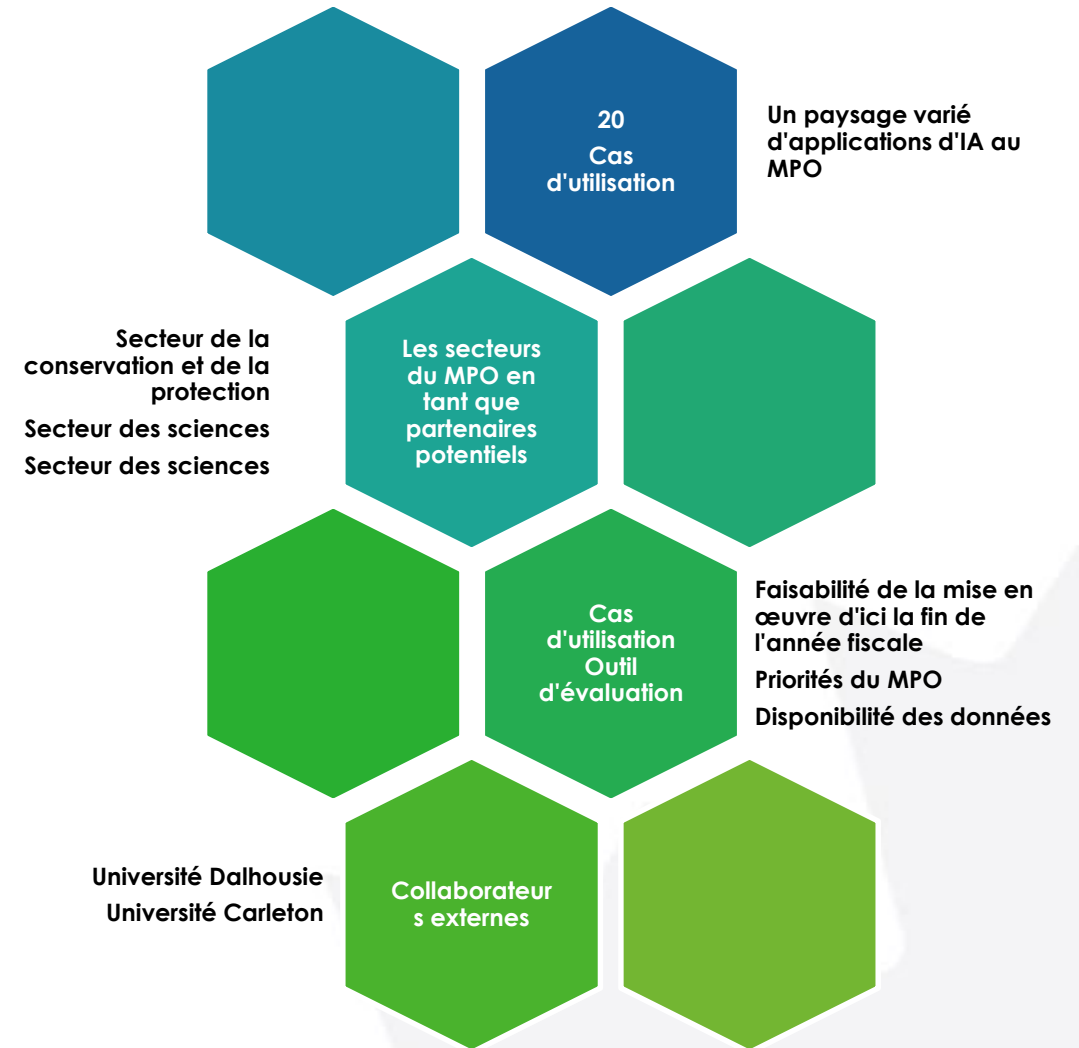 20
Cas
d'utilisation
Un paysage varié
d'applications d'IA au
MPO
Secteur de la
conservation et de la
protection
Secteur des sciences
Secteur des sciences
Les secteurs
du MPO en
tant que
partenaires
potentiels
Cas
d'utilisation
Outil
d'évaluation
Faisabilité de la mise en
œuvre d'ici la fin de
l'année fiscale
Priorités du MPO
Disponibilité des données
Université Dalhousie
Université Carleton
Collaborateur
s externes